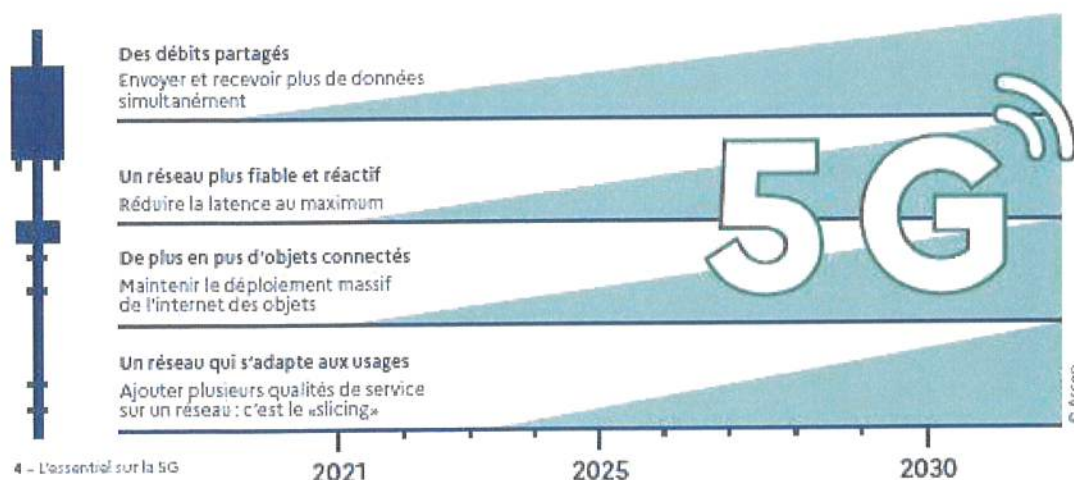 Des débits partagés
Envoyer et recevoir plus de données
simultanément
Un réseau plus fiable et réactif
Réduire la latence au maximum
De plus en pus d'objets connectés
Maintenir le déploiement massif
de l'internet des objets
Un réseau qui s'adapte aux usages
Ajouter plusieurs qualités de service
sur un réseau : c'est le «slicing»
5G
© Arcep
4 – L'essentiel sur la 5G
2021
2025
2030